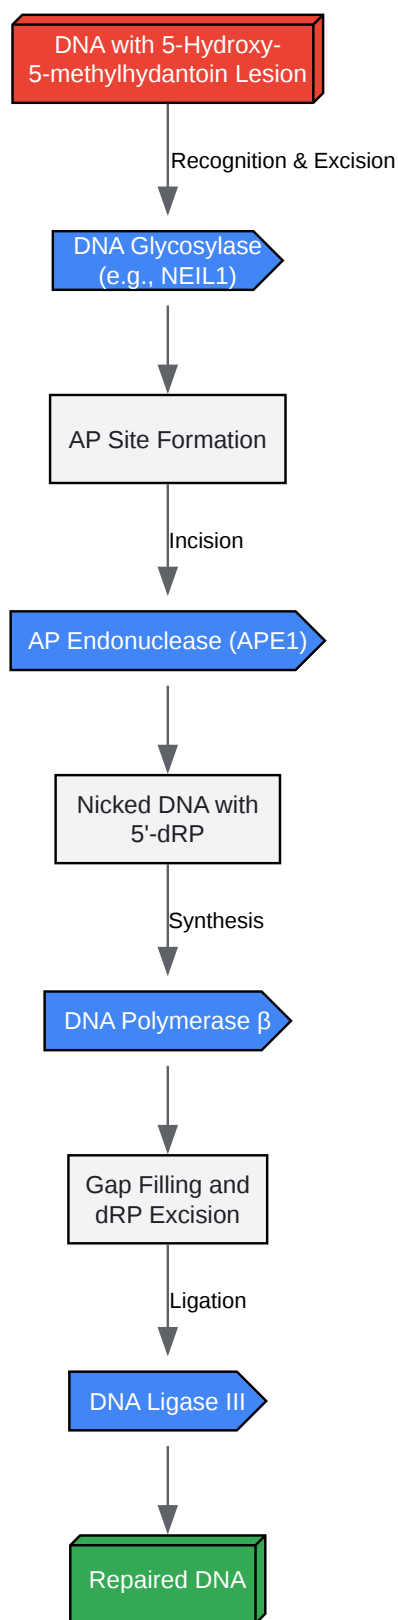 DNA with 5-Hydroxy-
5-methylhydantoin Lesion
Recognition & Excision
DNA Glycosylase
(e.g., NEIL1)
AP Site Formation
Incision
AP Endonuclease (APE1)
Nicked DNA with
5'-dRP
Synthesis
DNA Polymerase β
Gap Filling and
dRP Excision
Ligation
DNA Ligase III
Repaired DNA